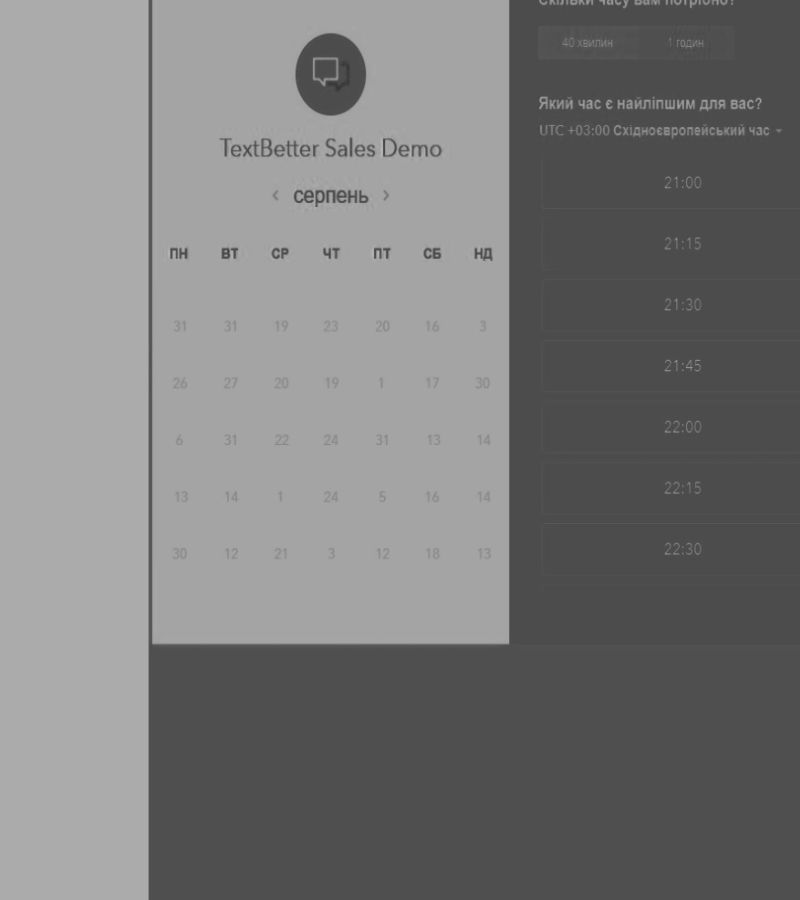 TextBetter Sales Demo
‹ серпень ›
ПН ВТ СР ЧТ ПТ СБ НД
31 31 19 23 20 16 3
26 27 20 19 1 17 30
6 31 22 24 31 13 14
13 14 1 24 5 16 14
30 12 21 3 12 18 13
Скільки часу вам потрібно?
40 хвилин 1 годин
Який час є найліпшим для вас?
UTC +03:00 Східноєвропейський час
21:00
21:15
21:30
21:45
22:00
22:15
22:30